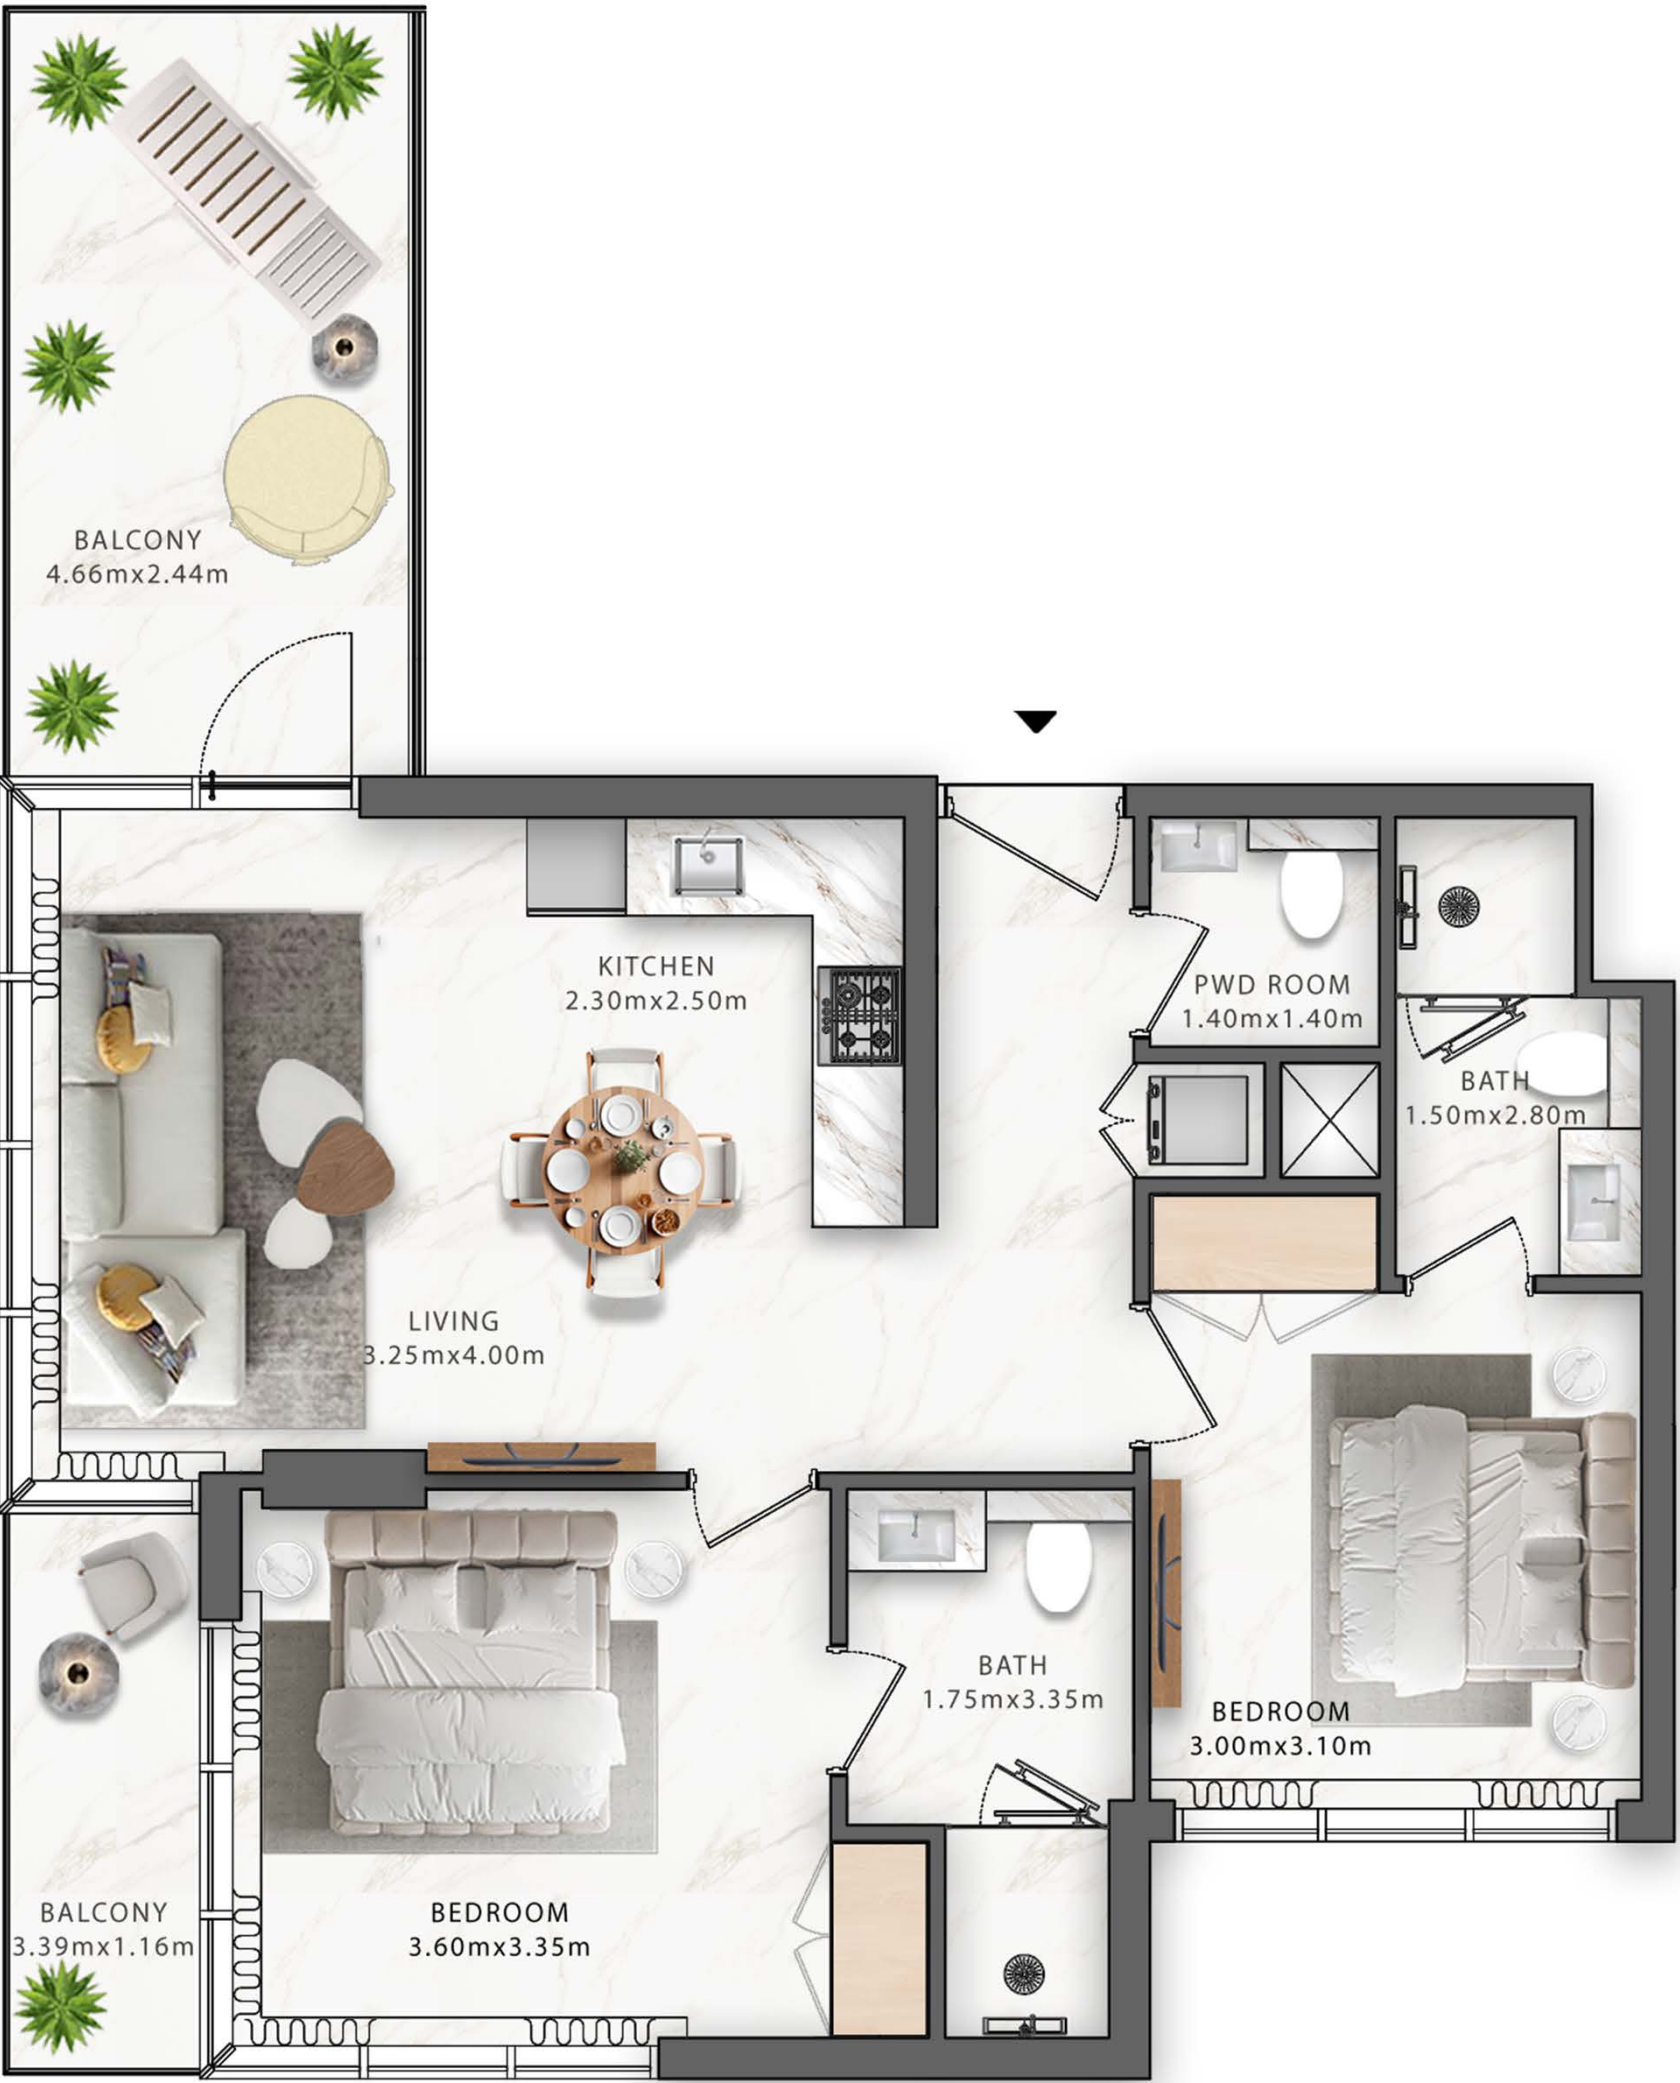 BALCONY
4.66mx2.44m
KITCHEN
2.30mx2.50m
PWD ROOM
1.40mx1.40m
BATH
1.50mx2.80m
LIVING
3.25mx4.00m
BATH
1.75mx3.35m
BEDROOM
3.00mx3.10m
BALCONY
3.39mx1.16m
BEDROOM
3.60mx3.35m